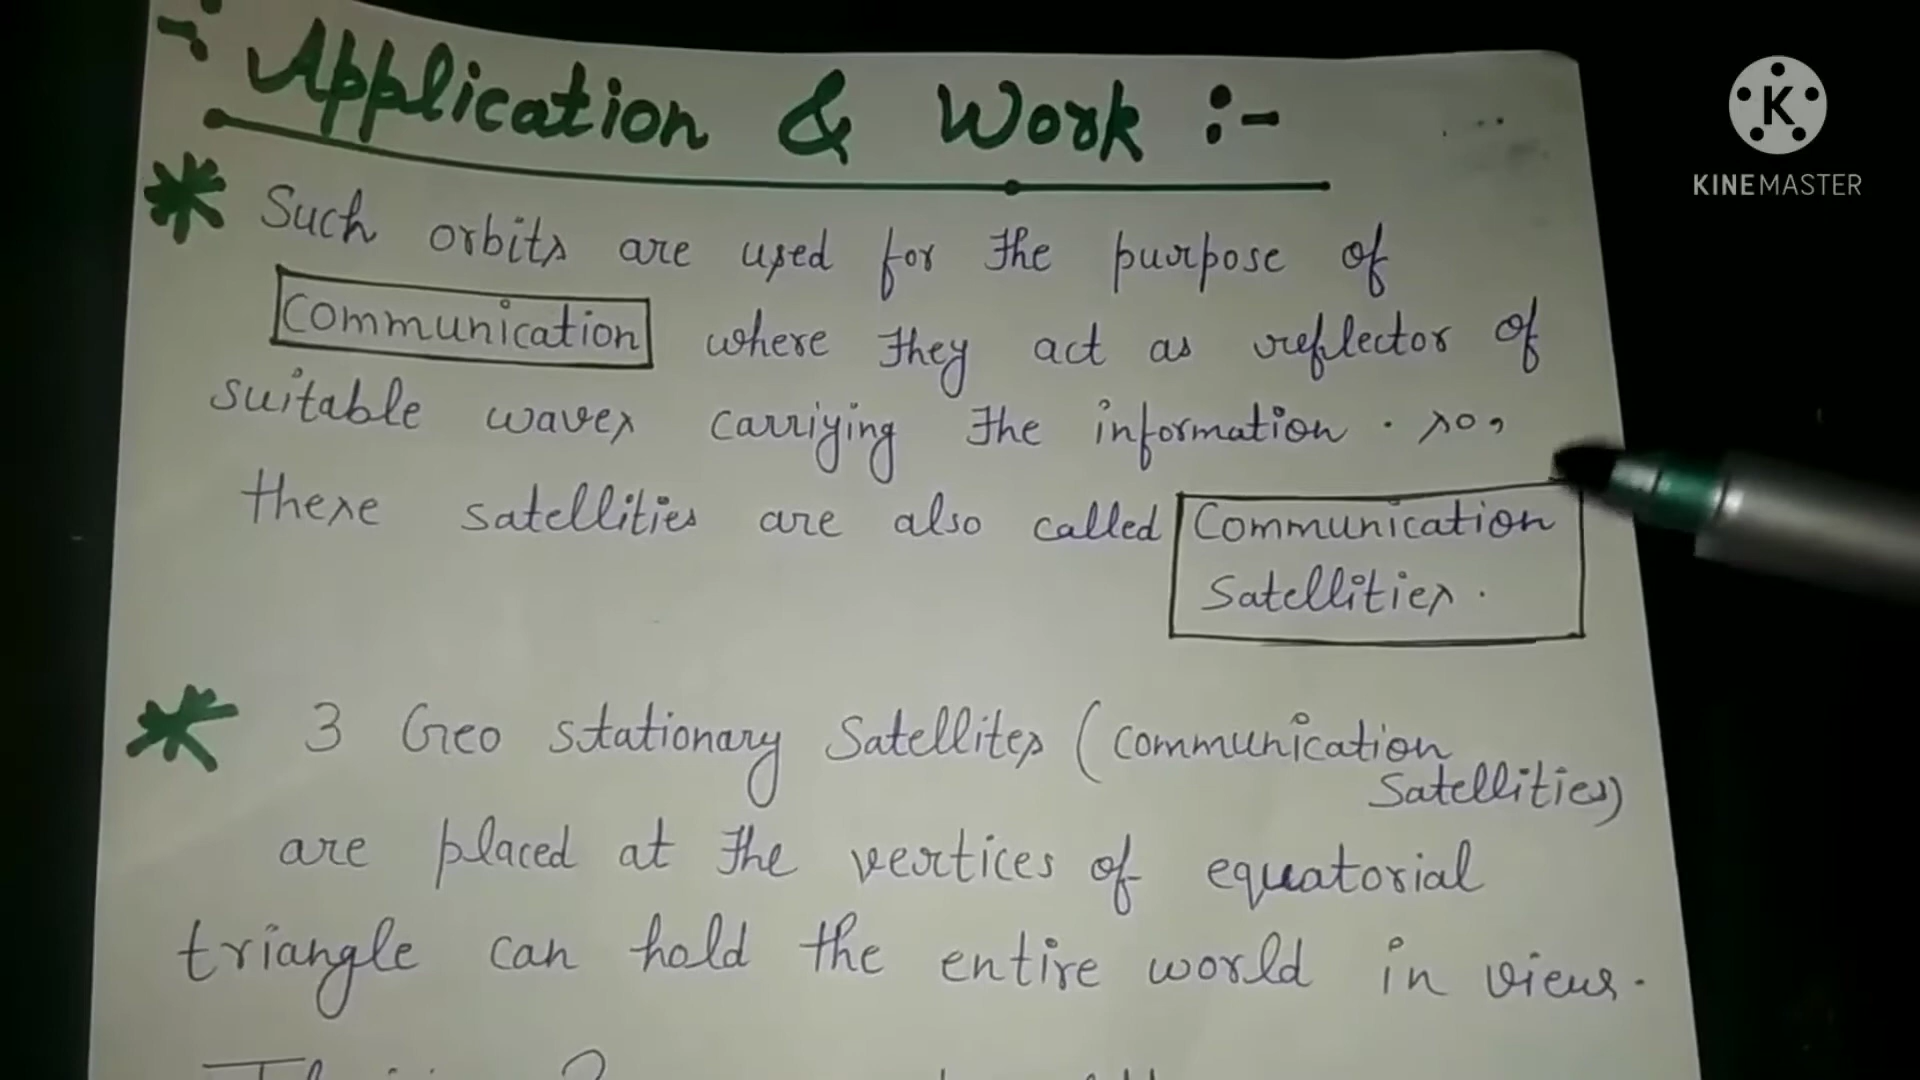 Application & Work :-
KINEMASTER
Such orbits are used for the purpose of
Communication where they act as reflector of
suitable waves carriying the information. so,
these satellities are also called Communication
Satellities.
3 Geo stationary Satellites (Communication
Satellities)
are placed at the vertices of equatorial
triangle can hold the entire world in view.